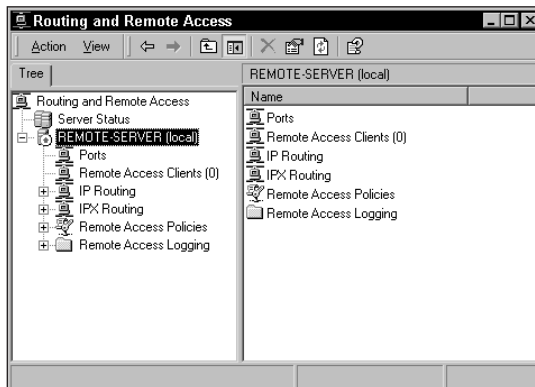 Routing and Remote Access
Action View
Tree
REMOTE-SERVER (local)
Routing and Remote Access
Server Status
REMOTE-SERVER (local)
Ports
Remote Access Clients (0)
IP Routing
IPX Routing
Remote Access Policies
Remote Access Logging
Name
Ports
Remote Access Clients (0)
IP Routing
IPX Routing
Remote Access Policies
Remote Access Logging